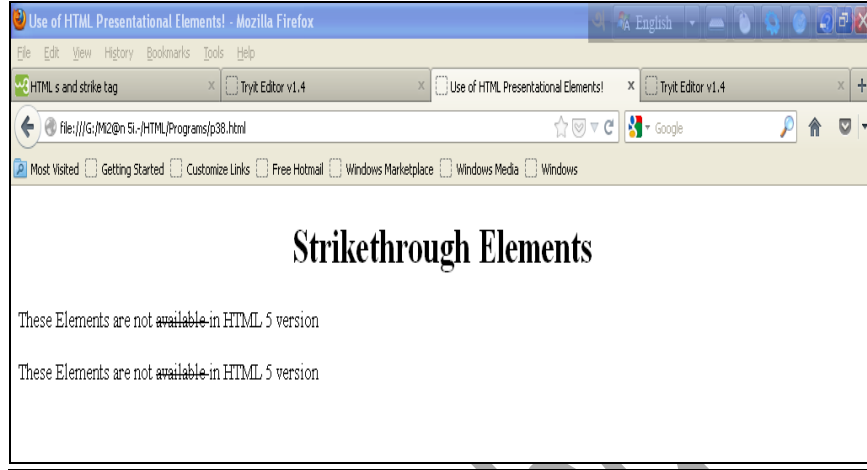 Use of HTML Presentational Elements! - Mozilla Firefox
English
File Edit View History Bookmarks Tools Help
HTML s and strike tag
Tryit Editor v1.4
Use of HTML Presentational Elements!
Tryit Editor v1.4
file:///G:/Mi2@n 5i.-/HTML/Programs/p38.html
Google
Most Visited Getting Started Customize Links Free Hotmail Windows Marketplace Windows Media Windows
Strikethrough Elements
These Elements are not available in HTML 5 version
These Elements are not available in HTML 5 version